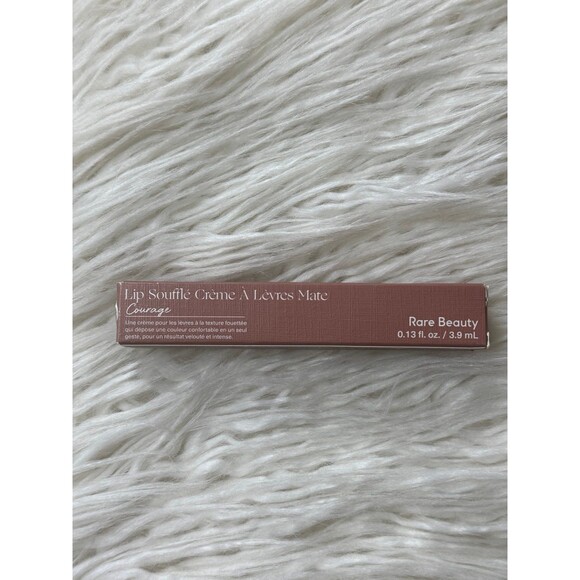 Lip Soufflé Crème À Lèvres Mate
Courage
Une crème pour les lèvres à la texture fouettée
qui dépose une couleur confortable en un seul
geste, pour un résultat velouté et intense.
Rare Beauty
0.13 fl. oz. / 3.9 mL